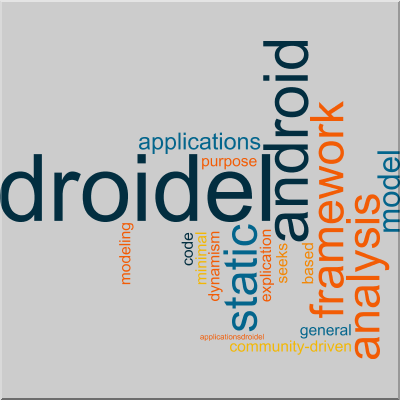 android
applications
framework
purpose
model
droidel
analysis
static
modeling
code
minimal
dynamism
explication
seeks
based
general
applicationsdroidel
community-driven